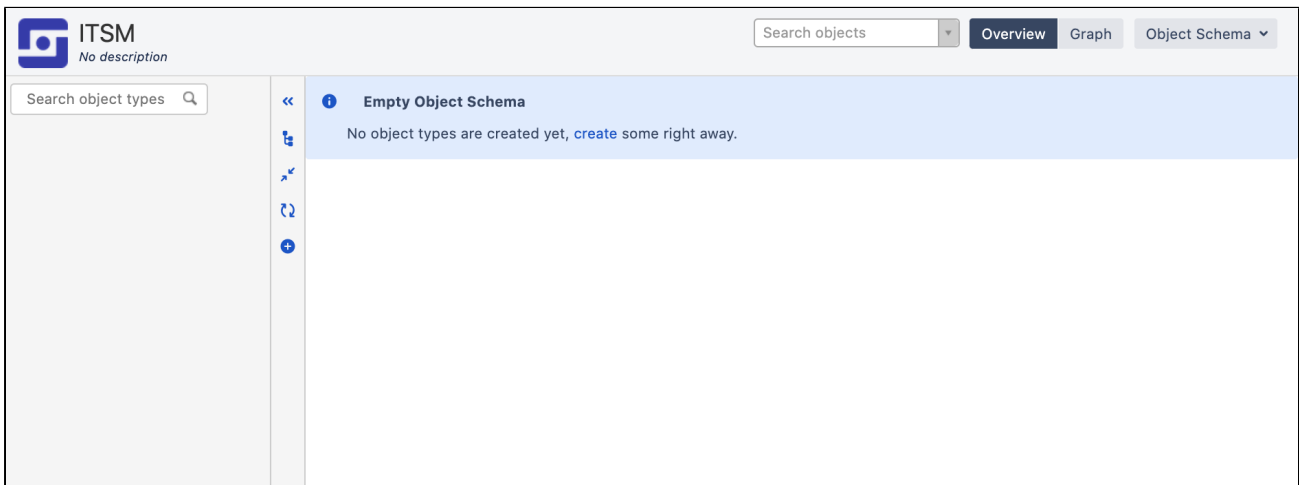 ITSM
No description
Search objects
Overview
Graph
Object Schema
Search object types
Empty Object Schema
No object types are created yet, create some right away.